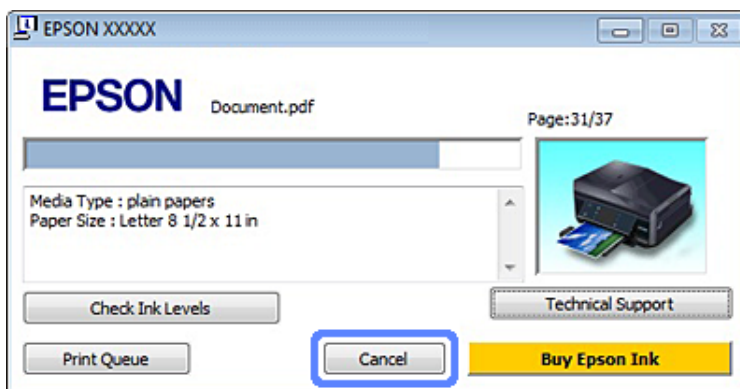 EPSON XXXXX
EPSON
Document.pdf
Page:31/37
Media Type : plain papers
Paper Size : Letter 8 1/2 x 11 in
Check Ink Levels
Technical Support
Print Queue
Cancel
Buy Epson Ink